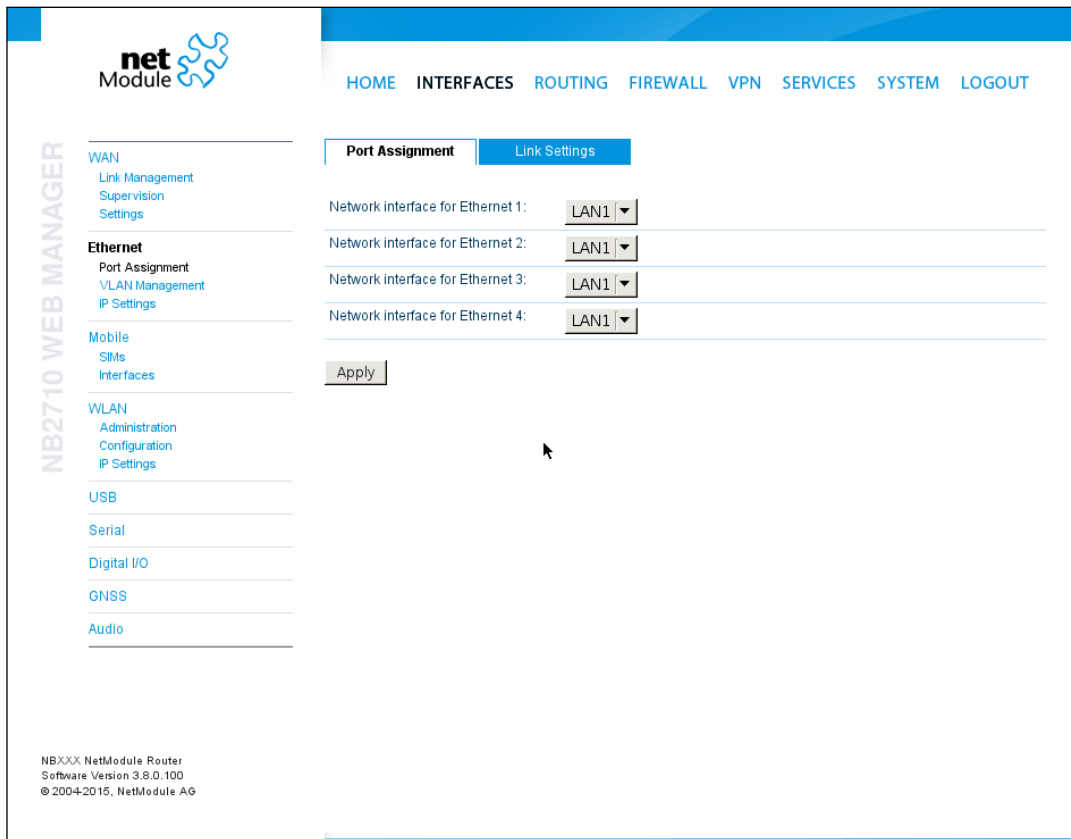 net
Module
HOME INTERFACES ROUTING FIREWALL VPN SERVICES SYSTEM LOGOUT
NB2710 WEB MANAGER
WAN
Link Management
Supervision
Settings
Ethernet
Port Assignment
VLAN Management
IP Settings
Mobile
SIMs
Interfaces
WLAN
Administration
Configuration
IP Settings
USB
Serial
Digital I/O
GNSS
Audio
Port Assignment Link Settings
Network interface for Ethernet 1: LAN1
Network interface for Ethernet 2: LAN1
Network interface for Ethernet 3: LAN1
Network interface for Ethernet 4: LAN1
Apply
NBXXX NetModule Router
Software Version 3.8.0.100
© 2004-2015, NetModule AG